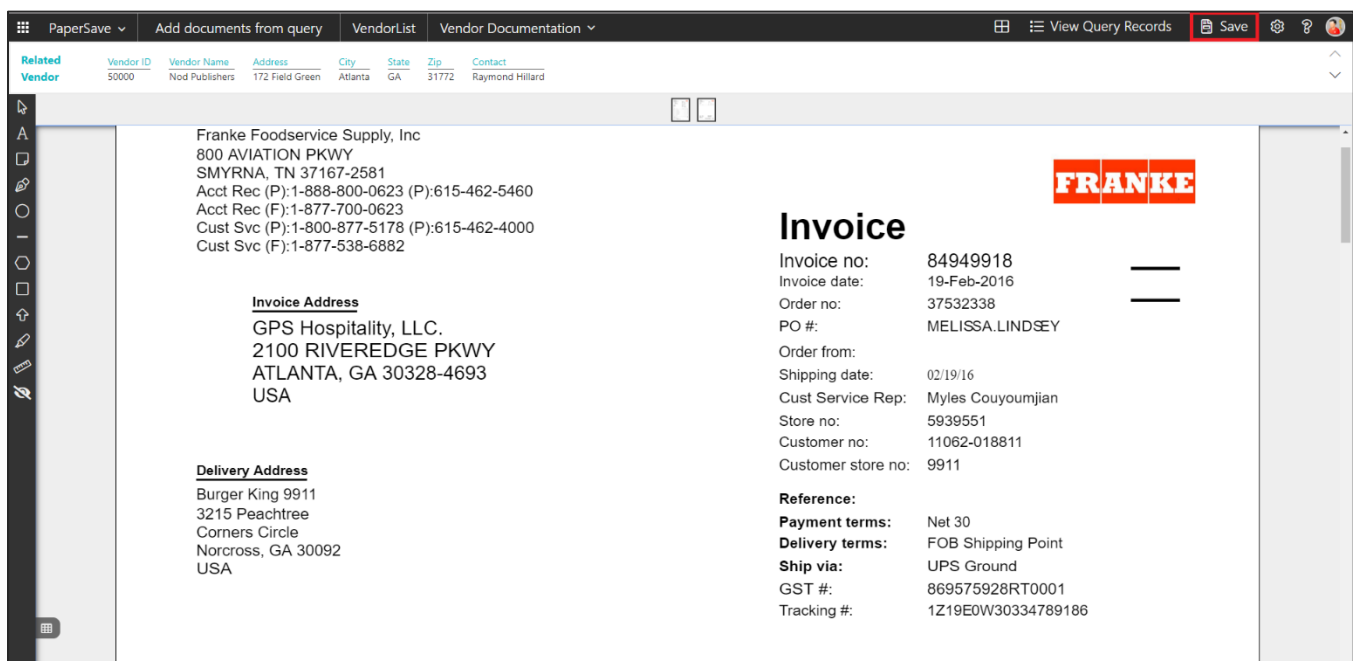 PaperSave Add documents from query VendorList Vendor Documentation View Query Records Save
Related Vendor
Vendor ID Vendor Name Address City State Zip Contact
50000 Nod Publishers 172 Field Green Atlanta GA 31772 Raymond Hillard
A
Franke Foodservice Supply, Inc
800 AVIATION PKWY
SMYRNA, TN 37167-2581
Acct Rec (P):1-888-800-0623 (P):615-462-5460
Acct Rec (F):1-877-700-0623
Cust Svc (P):1-800-877-5178 (P):615-462-4000
Cust Svc (F):1-877-538-6882
Invoice Address
GPS Hospitality, LLC.
2100 RIVEREDGE PKWY
ATLANTA, GA 30328-4693
USA
Delivery Address
Burger King 9911
3215 Peachtree
Corners Circle
Norcross, GA 30092
USA
FRANKE
Invoice
Invoice no: 84949918
Invoice date: 19-Feb-2016
Order no: 37532338
PO #: MELISSA.LINDSEY
Order from:
Shipping date: 02/19/16
Cust Service Rep: Myles Couyoumjian
Store no: 5939551
Customer no: 11062-018811
Customer store no: 9911
Reference:
Payment terms: Net 30
Delivery terms: FOB Shipping Point
Ship via: UPS Ground
GST #: 869575928RT0001
Tracking #: 1Z19E0W30334789186